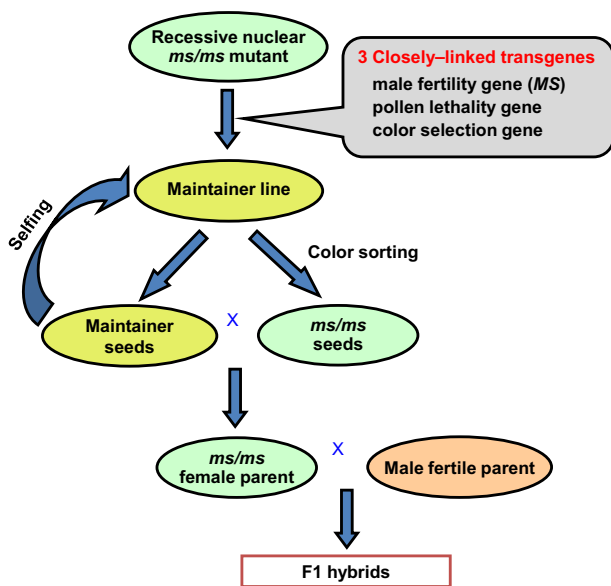 Recessive nuclear
ms/ms mutant
3 Closely–linked transgenes
male fertility gene (MS)
pollen lethality gene
color selection gene
Maintainer line
Selfing
Color sorting
Maintainer
seeds
X
ms/ms
seeds
ms/ms
female parent
X
Male fertile parent
F1 hybrids